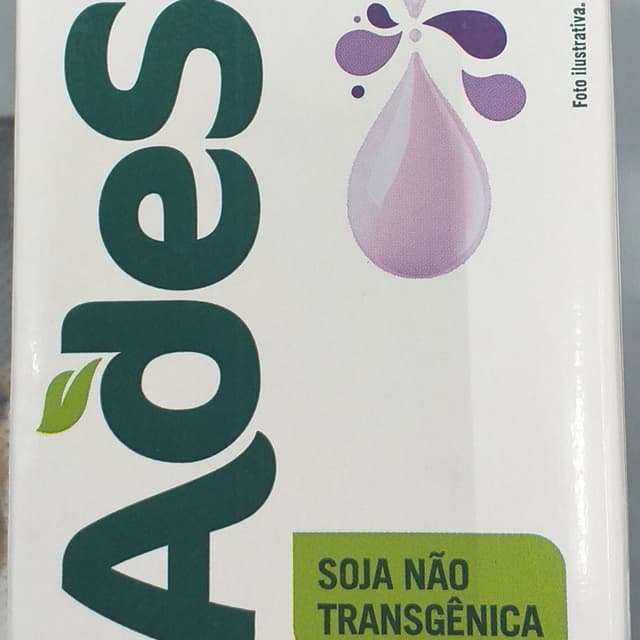 Ades
Foto ilustrativa.
SOJA NÃO
TRANSGÊNICA